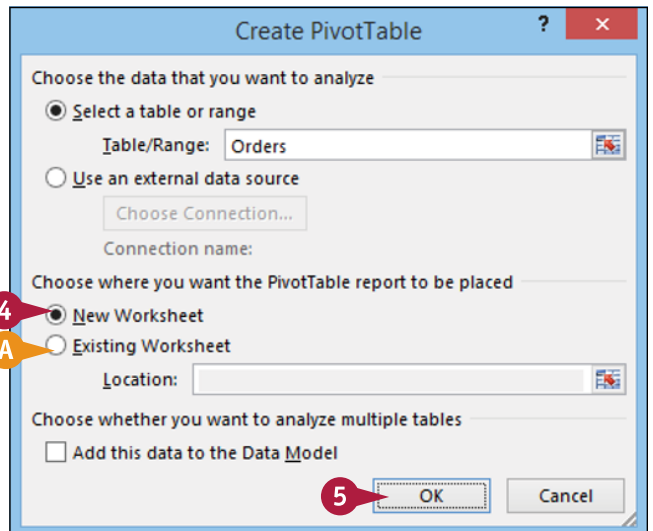 Create PivotTable ? ×
Choose the data that you want to analyze
Select a table or range
Table/Range: Orders
Use an external data source
Choose Connection...
Connection name:
Choose where you want the PivotTable report to be placed
4 New Worksheet
A Existing Worksheet
Location:
Choose whether you want to analyze multiple tables
Add this data to the Data Model
5 OK Cancel